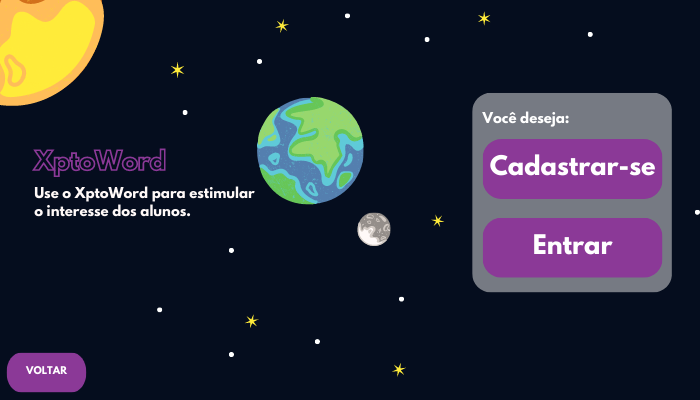 XptoWord
Use o XptoWord para estimular
o interesse dos alunos.
Você deseja:
Cadastrar-se
Entrar
VOLTAR